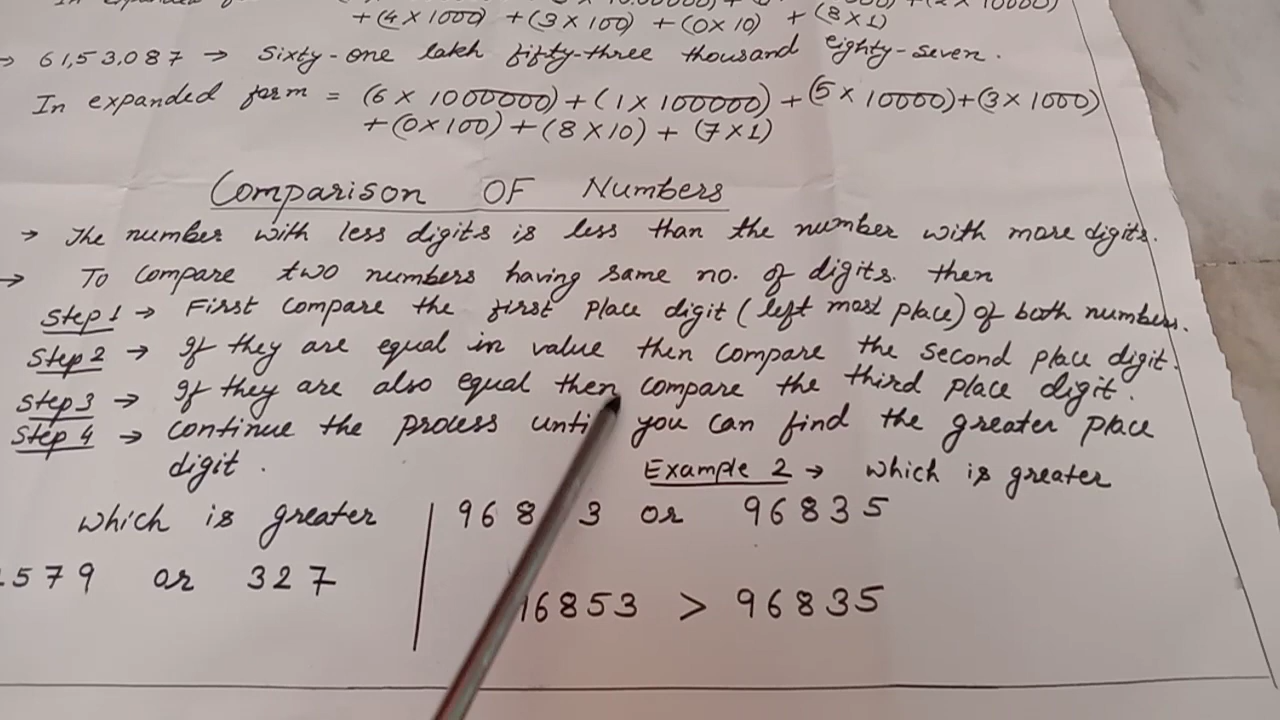 + (4 X 1000) + (3 X 100) + (0 X 10) + (8 X 1)
→ 61,53,087 → Sixty-one lakh fifty-three thousand eighty-seven.
In expanded form = (6 X 1000000) + (1 X 100000) + (5 X 10000) + (3 X 1000)
+ (0 X 100) + (8 X 10) + (7 X 1)
Comparison OF Numbers
→ The number with less digits is less than the number with more digits.
→ To Compare two numbers having same no. of digits. then
Step 1 → First Compare the first place digit (left most place) of both numbers.
Step 2 → If they are equal in value then compare the second place digit.
Step 3 → If they are also equal then compare the third place digit.
Step 4 → Continue the process until you can find the greater place
digit.
Example 2 → which is greater
which is greater
968 3 or 96835
579 or 327
6853 > 96835